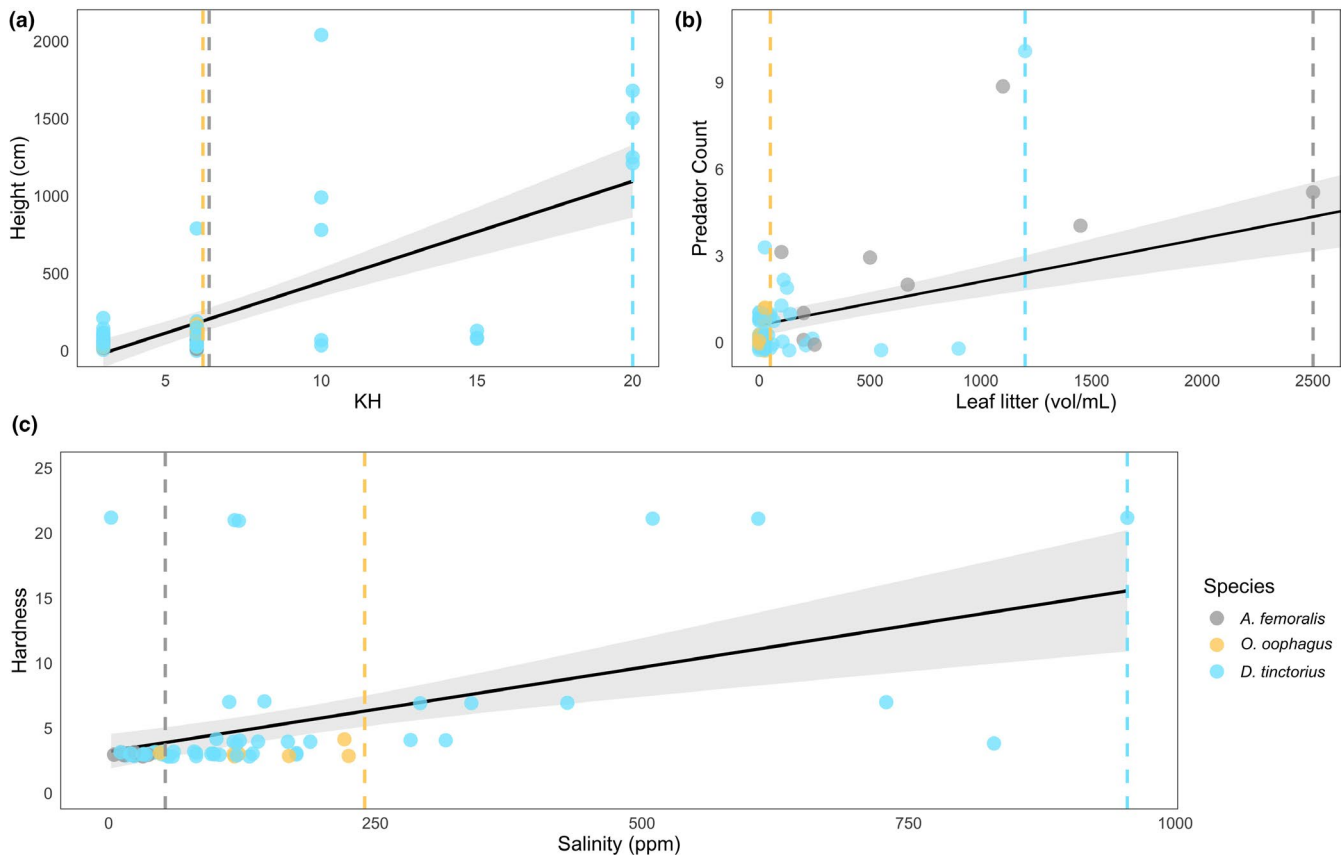 (a)
2000
1500
1000
500
0
Height (cm)
5
10
15
20
KH
(b)
9
6
3
0
Predator Count
0
500
1000
1500
2000
2500
Leaf litter (vol/mL)
(c)
25
20
15
10
5
0
Hardness
0
250
500
750
1000
Salinity (ppm)
Species
A. femoralis
O. oophagus
D. tinctorius